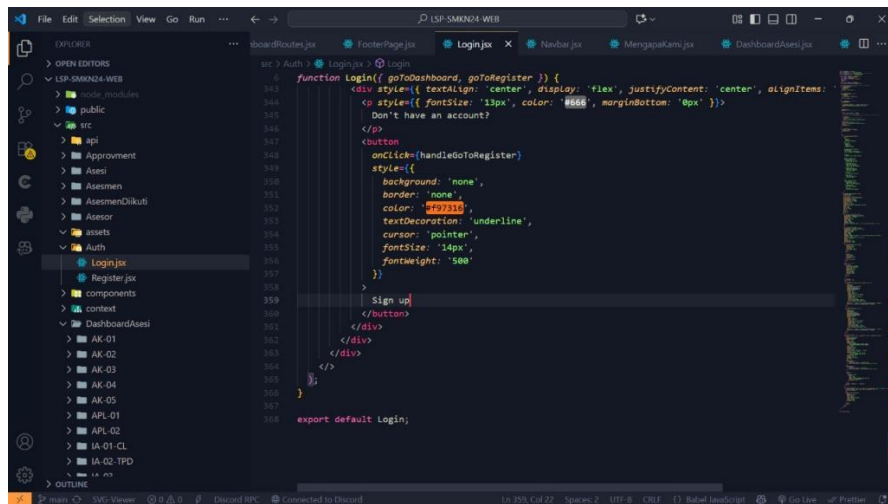 File Edit Selection View Go Run ...
LSP-SMKN24-WEB
EXPLORER
OPEN EDITORS
LSP-SMKN24-WEB
node_modules
public
src
api
Approvment
Asesi
Asesmen
AsesmenDiikuti
Asesor
assets
Auth
Login.jsx
Register.jsx
components
context
DashboardAsesi
AK-01
AK-02
AK-03
AK-04
AK-05
APL-01
APL-02
IA-01-CL
IA-02-TPD
OUTLINE
hboardRoutes.jsx FooterPage.jsx Login.jsx Navbar.jsx MengapaKami.jsx DashboardAsesi.jsx
src > Auth > Login.jsx > Login
6 function Login({ goToDashboard, goToRegister }) {
343 <div style={{ textAlign: 'center', display: 'flex', justifyContent: 'center', alignItems: '
344 <p style={{ fontSize: '13px', color: '#666', marginBottom: '0px' }}>
345 Don't have an account?
346 </p>
347 <button
348 onClick={handleGoToRegister}
349 style={{
350 background: 'none',
351 border: 'none',
352 color: '#f97316',
353 textDecoration: 'underline',
354 cursor: 'pointer',
355 fontSize: '14px',
356 fontWeight: '500'
357 }}
358 >
359 Sign up
360 </button>
361 </div>
362 </div>
363 </div>
364 </>
365 );
366 }
367
368 export default Login;
main SVG-Viewer 0 0 Discord RPC Connected to Discord Ln 359, Col 22 Spaces: 2 UTF-8 CRLF {} Babel JavaScript Go Live Prettier